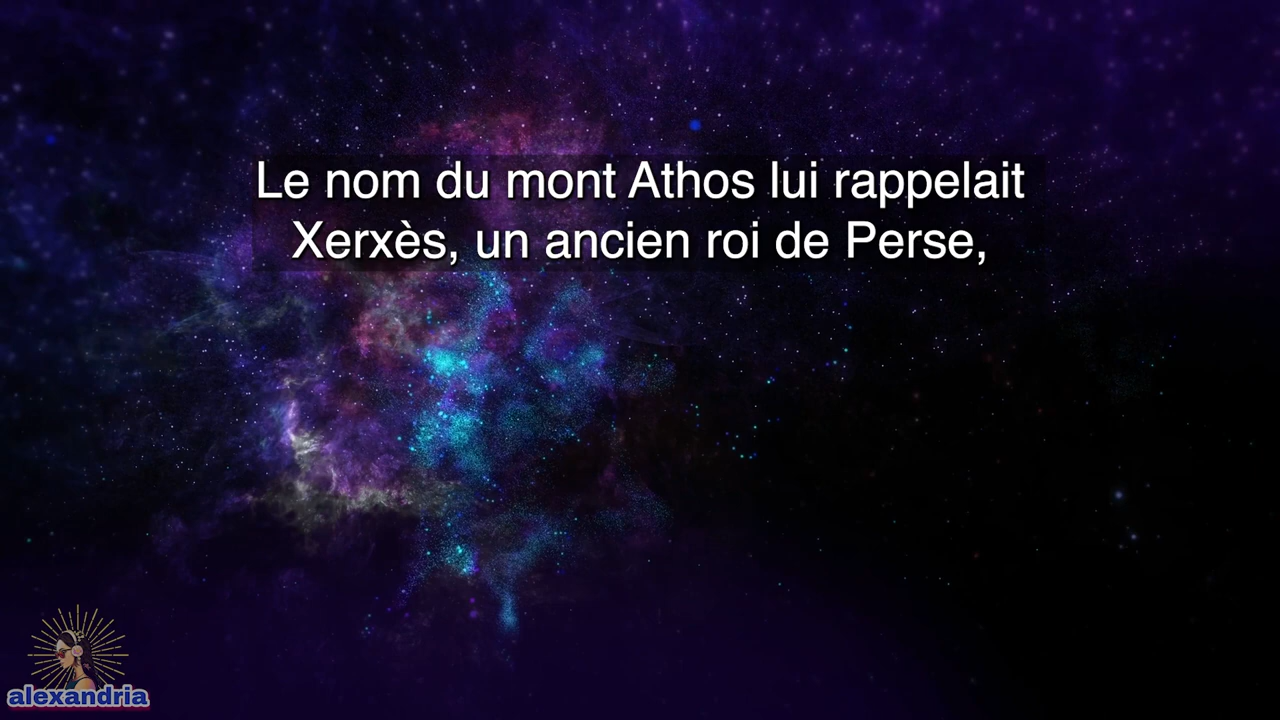 Le nom du mont Athos lui rappelait
Xerxès, un ancien roi de Perse,
alexandria